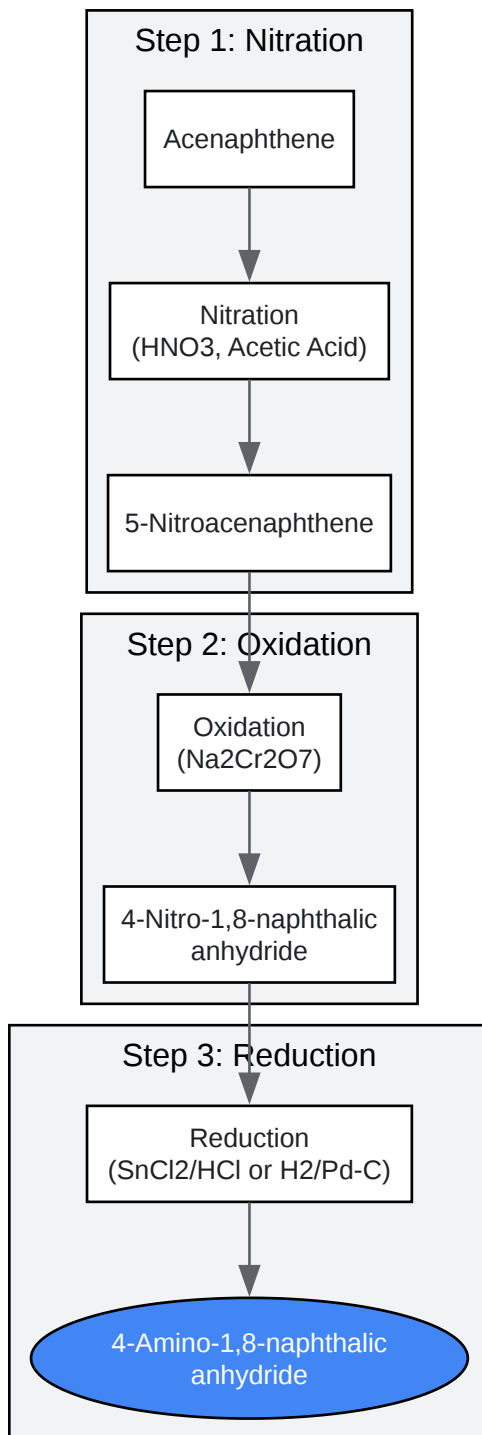 Step 1: Nitration
Acenaphthene
Nitration
(HNO3, Acetic Acid)
5-Nitroacenaphthene
Step 2: Oxidation
Oxidation
(Na2Cr2O7)
4-Nitro-1,8-naphthalic
anhydride
Step 3: Reduction
Reduction
(SnCl2/HCl or H2/Pd-C)
4-Amino-1,8-naphthalic
anhydride